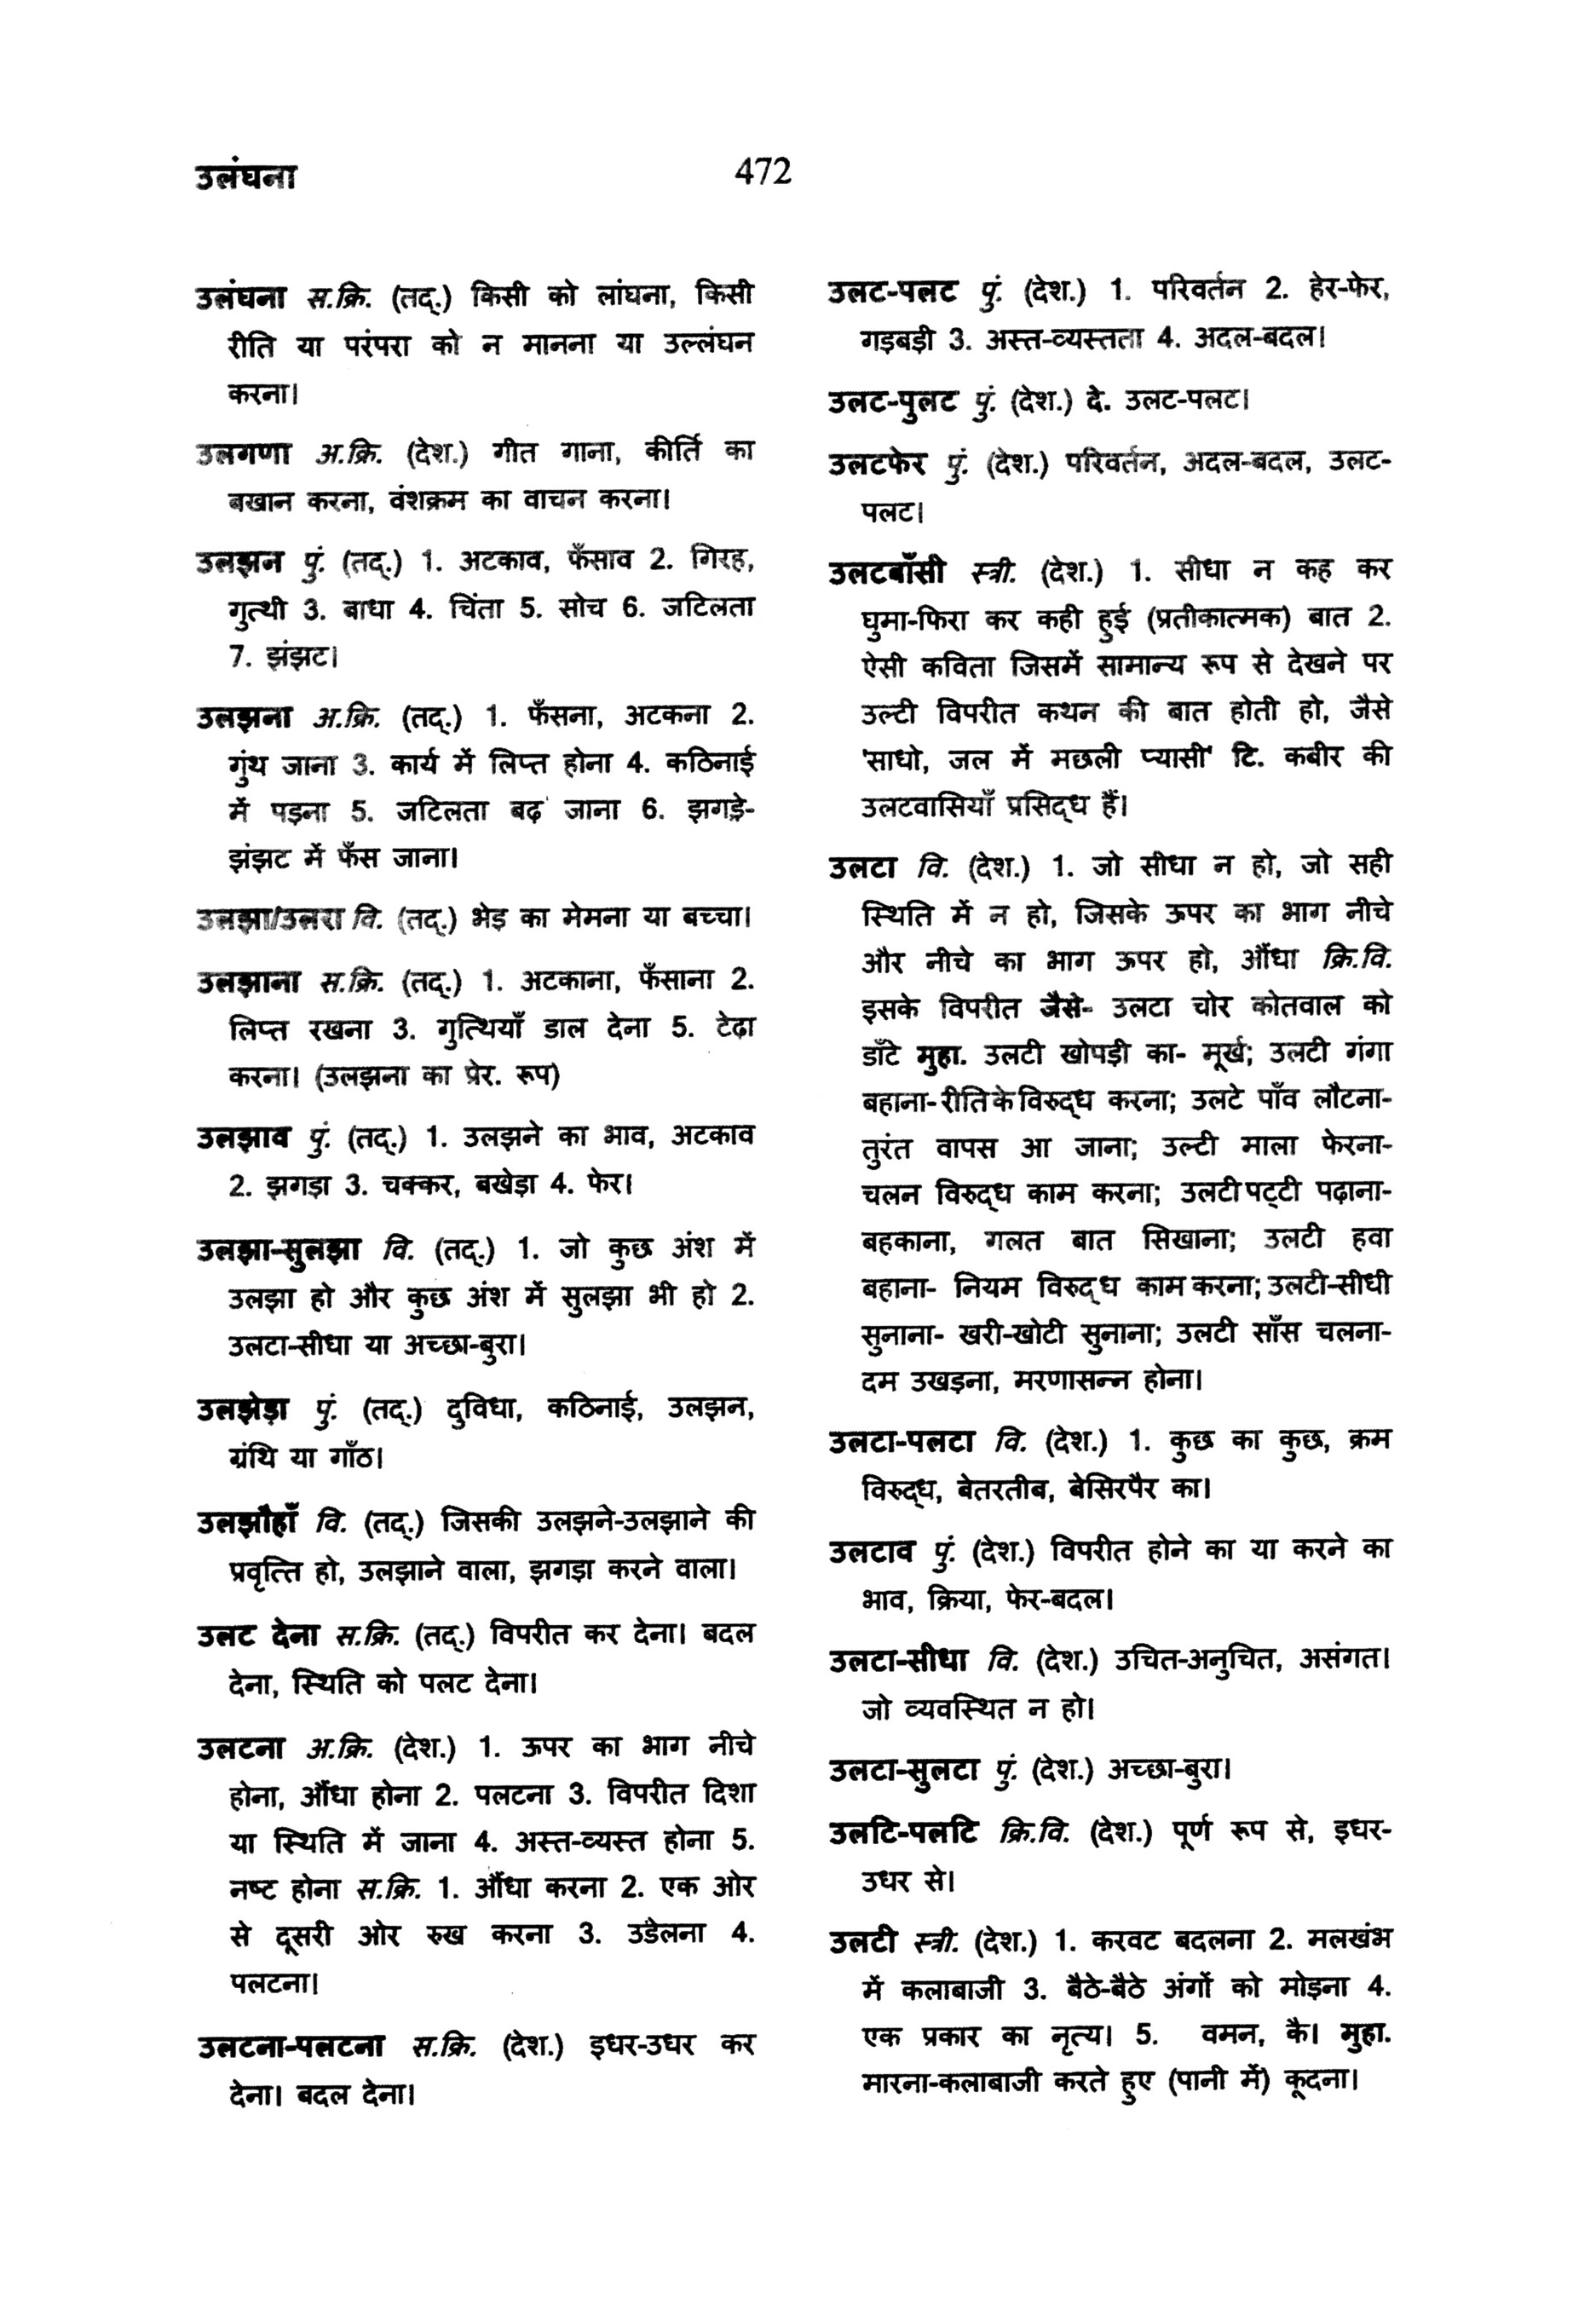 उलंघना
472
उलंघना स.क्रि. (तद्.) किसी को लांघना, किसी
रीति या परंपरा को न मानना या उल्लंघन
करना।
उलगणा अ.क्रि. (देश.) गीत गाना, कीर्ति का
बखान करना, वंशक्रम का वाचन करना।
उलझन पुं. (तद्.) 1. अटकाव, फँसाव 2. गिरह,
गुत्थी 3. बाधा 4. चिंता 5. सोच 6. जटिलता
7. झंझट।
उलझना अ.क्रि. (तद्.) 1. फँसना, अटकना 2.
गुंथ जाना 3. कार्य में लिप्त होना 4. कठिनाई
में पड़ना 5. जटिलता बढ़ जाना 6. झगड़े-
झंझट में फँस जाना।
उलझा/उलरा वि. (तद्.) भेड़ का मेमना या बच्चा।
उलझाना स.क्रि. (तद्.) 1. अटकाना, फँसाना 2.
लिप्त रखना 3. गुत्थियाँ डाल देना 5. टेढ़ा
करना। (उलझना का प्रेर. रूप)
उलझाव पुं. (तद्.) 1. उलझने का भाव, अटकाव
2. झगड़ा 3. चक्कर, बखेड़ा 4. फेर।
उलझा-सुलझा वि. (तद्.) 1. जो कुछ अंश में
उलझा हो और कुछ अंश में सुलझा भी हो 2.
उलटा-सीधा या अच्छा-बुरा।
उलझेड़ा पुं. (तद्.) दुविधा, कठिनाई, उलझन,
ग्रंथि या गाँठ।
उलझौहाँ वि. (तद्.) जिसकी उलझने-उलझाने की
प्रवृत्ति हो, उलझाने वाला, झगड़ा करने वाला।
उलट देना स.क्रि. (तद्.) विपरीत कर देना। बदल
देना, स्थिति को पलट देना।
उलटना अ.क्रि. (देश.) 1. ऊपर का भाग नीचे
होना, औंधा होना 2. पलटना 3. विपरीत दिशा
या स्थिति में जाना 4. अस्त-व्यस्त होना 5.
नष्ट होना स.क्रि. 1. औंधा करना 2. एक ओर
से दूसरी ओर रुख करना 3. उडेलना 4.
पलटना।
उलटना-पलटना स.क्रि. (देश.) इधर-उधर कर
देना। बदल देना।
उलट-पलट पुं. (देश.) 1. परिवर्तन 2. हेर-फेर,
गड़बड़ी 3. अस्त-व्यस्तता 4. अदल-बदल।
उलट-पुलट पुं. (देश.) दे. उलट-पलट।
उलटफेर पुं. (देश.) परिवर्तन, अदल-बदल, उलट-
पलट।
उलटबाँसी स्त्री. (देश.) 1. सीधा न कह कर
घुमा-फिरा कर कही हुई (प्रतीकात्मक) बात 2.
ऐसी कविता जिसमें सामान्य रूप से देखने पर
उल्टी विपरीत कथन की बात होती हो, जैसे
'साधो, जल में मछली प्यासी' टि. कबीर की
उलटवासियाँ प्रसिद्ध हैं।
उलटा वि. (देश.) 1. जो सीधा न हो, जो सही
स्थिति में न हो, जिसके ऊपर का भाग नीचे
और नीचे का भाग ऊपर हो, औंधा क्रि.वि.
इसके विपरीत जैसे- उलटा चोर कोतवाल को
डाँटे मुहा. उलटी खोपड़ी का- मूर्ख; उलटी गंगा
बहाना- रीति के विरुद्ध करना; उलटे पाँव लौटना-
तुरंत वापस आ जाना; उल्टी माला फेरना-
चलन विरुद्ध काम करना; उलटी पट्टी पढ़ाना-
बहकाना, गलत बात सिखाना; उलटी हवा
बहाना- नियम विरुद्ध काम करना; उलटी-सीधी
सुनाना- खरी-खोटी सुनाना; उलटी साँस चलना-
दम उखड़ना, मरणासन्न होना।
उलटा-पलटा वि. (देश.) 1. कुछ का कुछ, क्रम
विरुद्ध, बेतरतीब, बेसिरपैर का।
उलटाव पुं. (देश.) विपरीत होने का या करने का
भाव, क्रिया, फेर-बदल।
उलटा-सीधा वि. (देश.) उचित-अनुचित, असंगत।
जो व्यवस्थित न हो।
उलटा-सुलटा पुं. (देश.) अच्छा-बुरा।
उलटि-पलटि क्रि.वि. (देश.) पूर्ण रूप से, इधर-
उधर से।
उलटी स्त्री. (देश.) 1. करवट बदलना 2. मलखंभ
में कलाबाजी 3. बैठे-बैठे अंगों को मोड़ना 4.
एक प्रकार का नृत्य। 5. वमन, कै। मुहा.
मारना-कलाबाजी करते हुए (पानी में) कूदना।